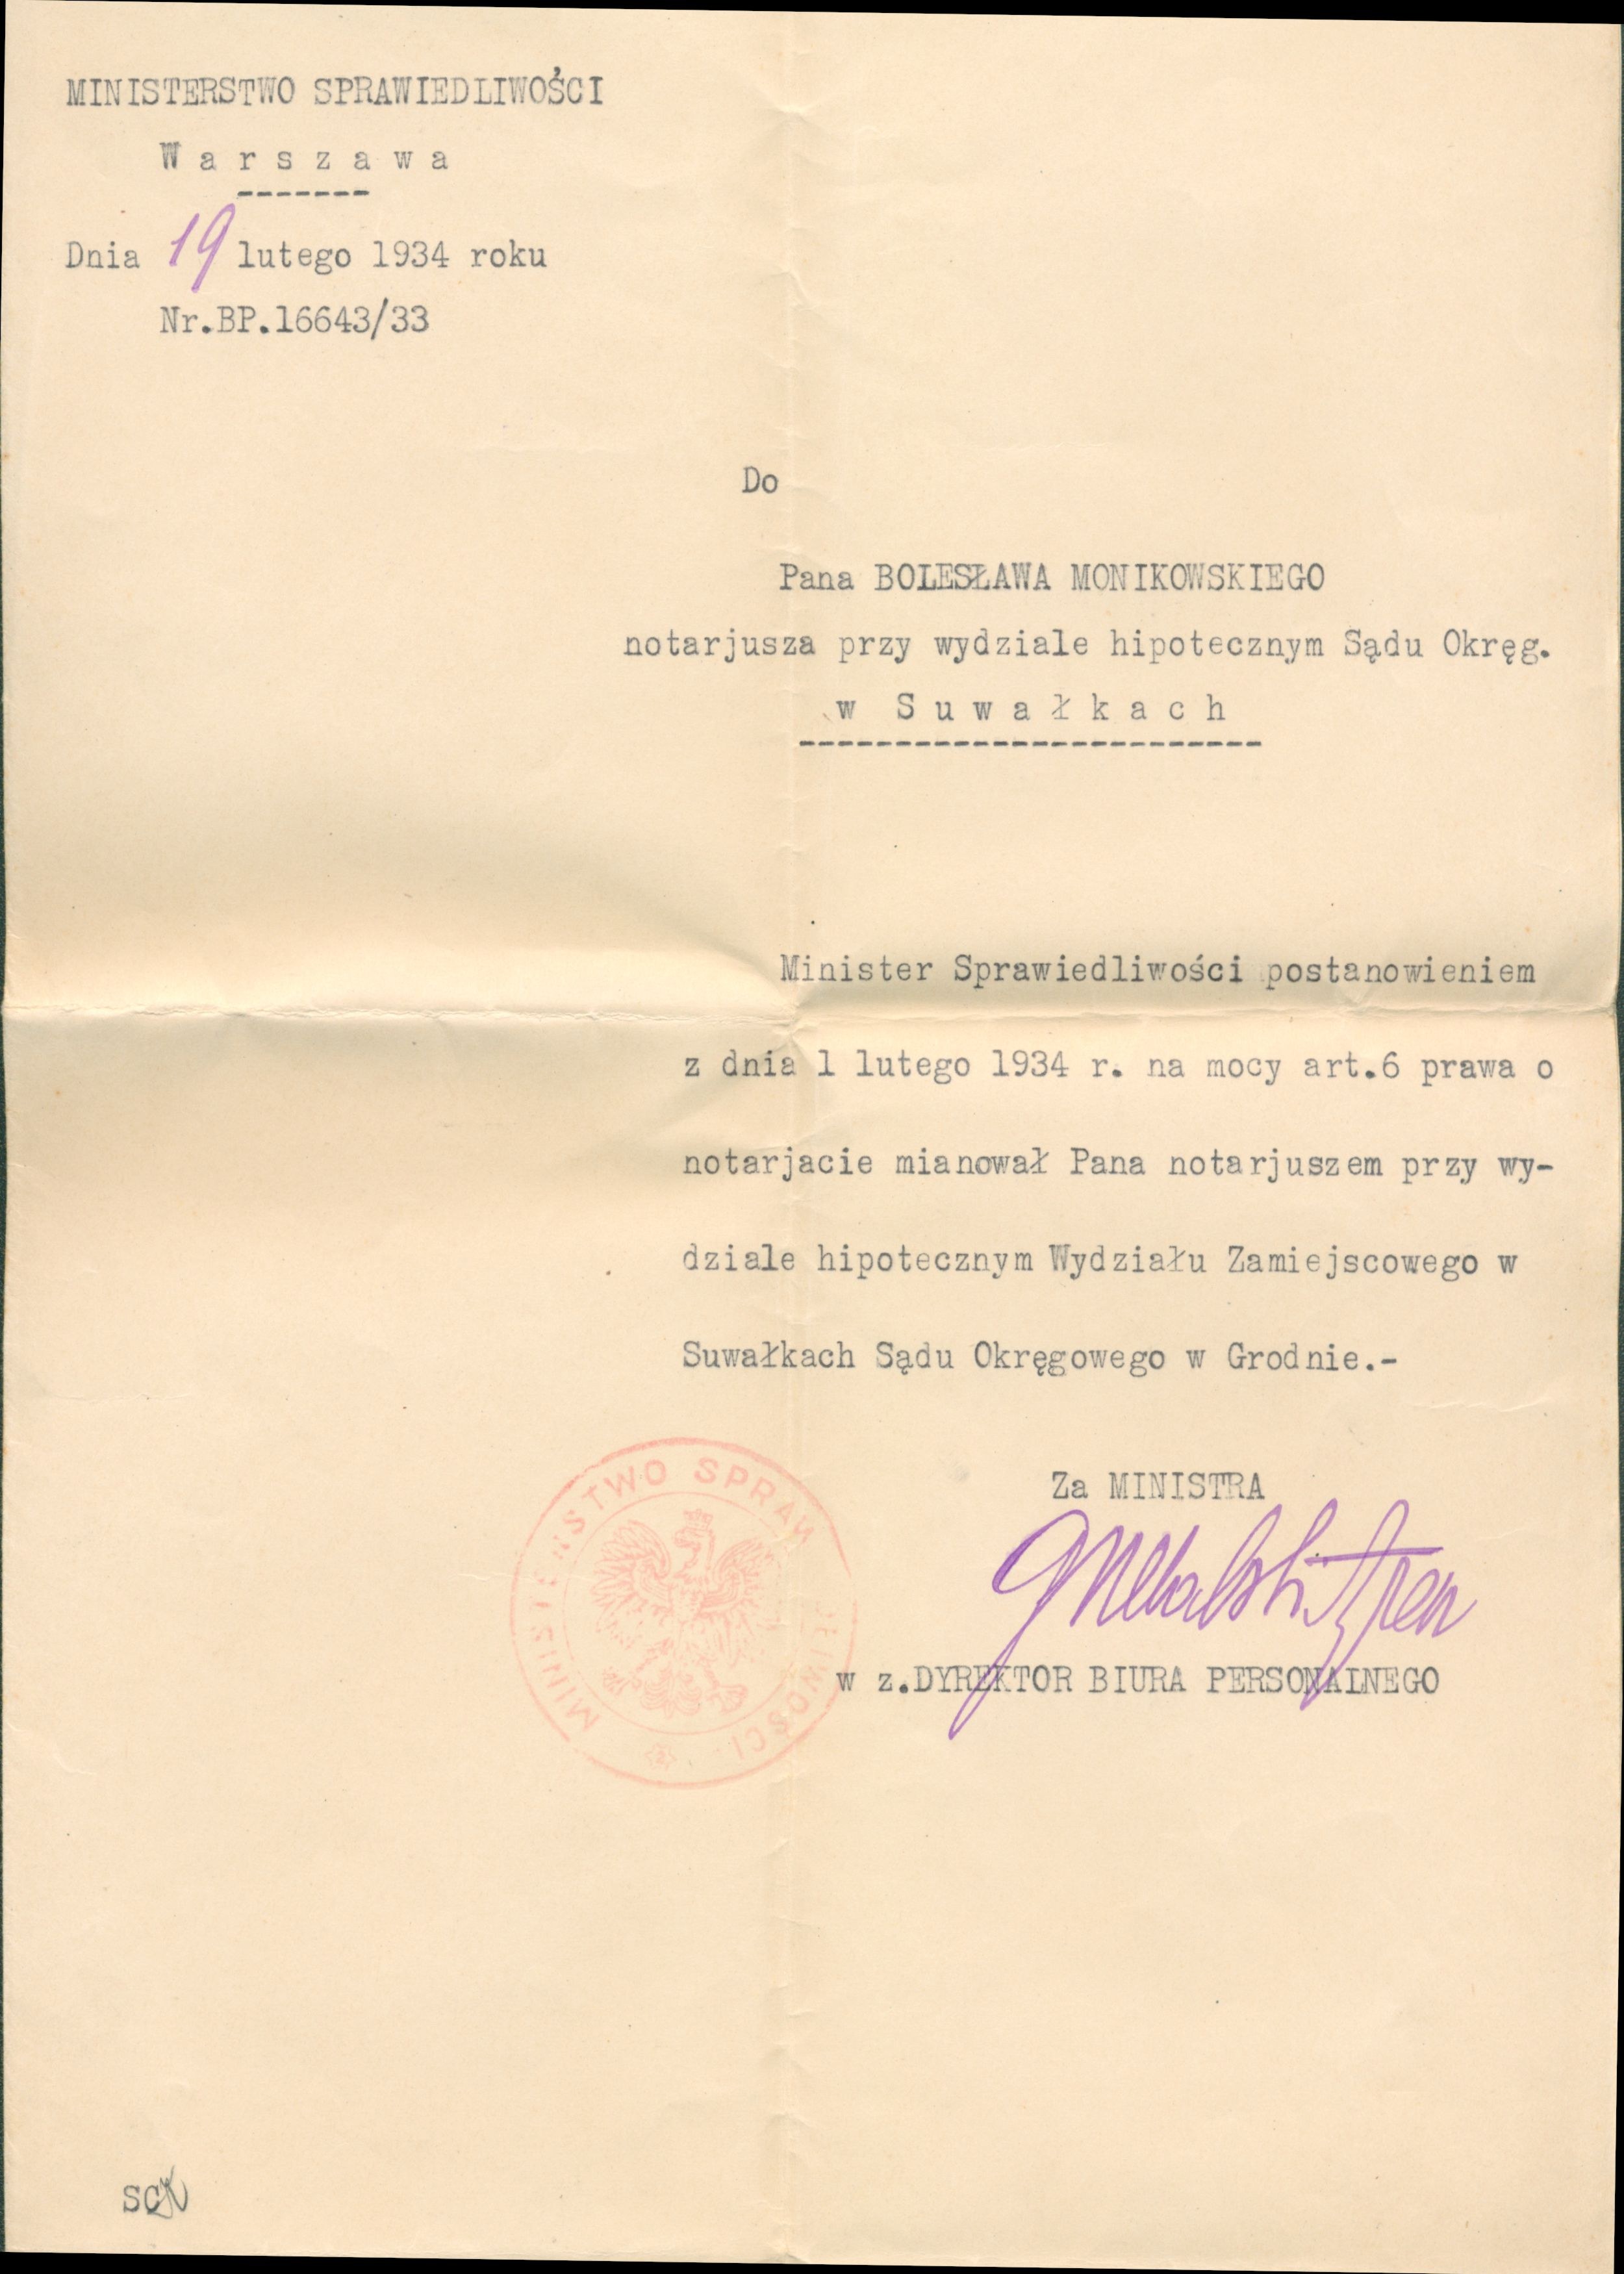 MINISTERSTWO SPRAWIEDLIWOŚCI
Warszawa
Dnia 19 lutego 1934 roku
Nr.BP.16643/33
Do
Pana BOLESŁAWA MONIKOWSKIEGO
notarjusza przy wydziale hipotecznym Sądu Okręg.
w Suwałkach
Minister Sprawiedliwości postanowieniem
z dnia 1 lutego 1934 r. na mocy art.6 prawa o
notarjacie mianował Pana notarjuszem przy wy-
dziale hipotecznym Wydziału Zamiejscowego w
Suwałkach Sądu Okręgowego w Grodnie.-
Za MINISTRA
w z.DYREKTOR BIURA PERSONALNEGO
MINISTERSTWO SPRAWIEDLIWOŚCI